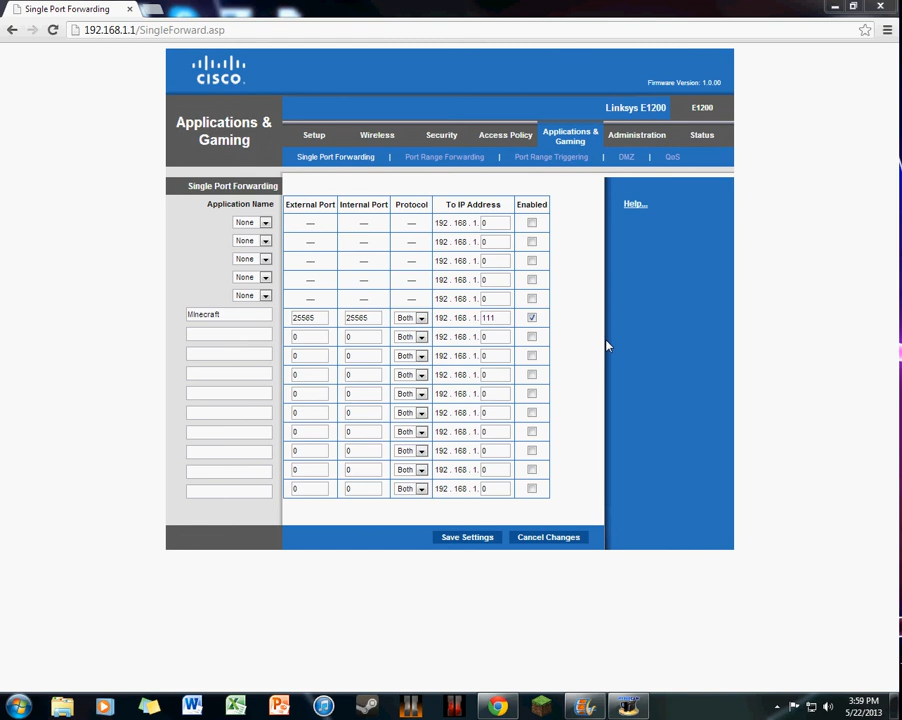 Single Port Forwarding
192.168.1.1/SingleForward.asp
CISCO
Firmware Version: 1.0.00
Linksys E1200 E1200
Applications & Gaming
Setup Wireless Security Access Policy Applications & Gaming Administration Status
Single Port Forwarding | Port Range Forwarding | Port Range Triggering | DMZ | QoS
Single Port Forwarding
Application Name External Port Internal Port Protocol To IP Address Enabled
Help...
None — — — 192 . 168 . 1. 0
None — — — 192 . 168 . 1. 0
None — — — 192 . 168 . 1. 0
None — — — 192 . 168 . 1. 0
None — — — 192 . 168 . 1. 0
Minecraft 25565 25565 Both 192 . 168 . 1. 111
0 0 Both 192 . 168 . 1. 0
0 0 Both 192 . 168 . 1. 0
0 0 Both 192 . 168 . 1. 0
0 0 Both 192 . 168 . 1. 0
0 0 Both 192 . 168 . 1. 0
0 0 Both 192 . 168 . 1. 0
0 0 Both 192 . 168 . 1. 0
0 0 Both 192 . 168 . 1. 0
0 0 Both 192 . 168 . 1. 0
Save Settings Cancel Changes
3:59 PM
5/22/2013